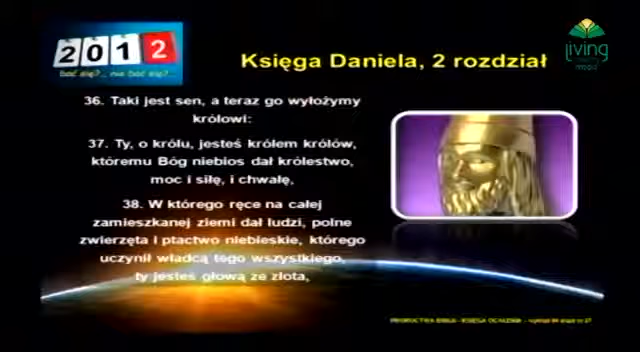 2012
bać się?... nie bać się?...
Living
media
Księga Daniela, 2 rozdział
36. Taki jest sen, a teraz go wyłożymy
królowi:
37. Ty, o królu, jesteś królem królów,
któremu Bóg niebios dał królestwo,
moc i siłę, i chwałę,
38. W którego ręce na całej
zamieszkanej ziemi dał ludzi, polne
zwierzęta i ptactwo niebieskie, którego
uczynił władcą tego wszystkiego,
ty jesteś głową ze złota,